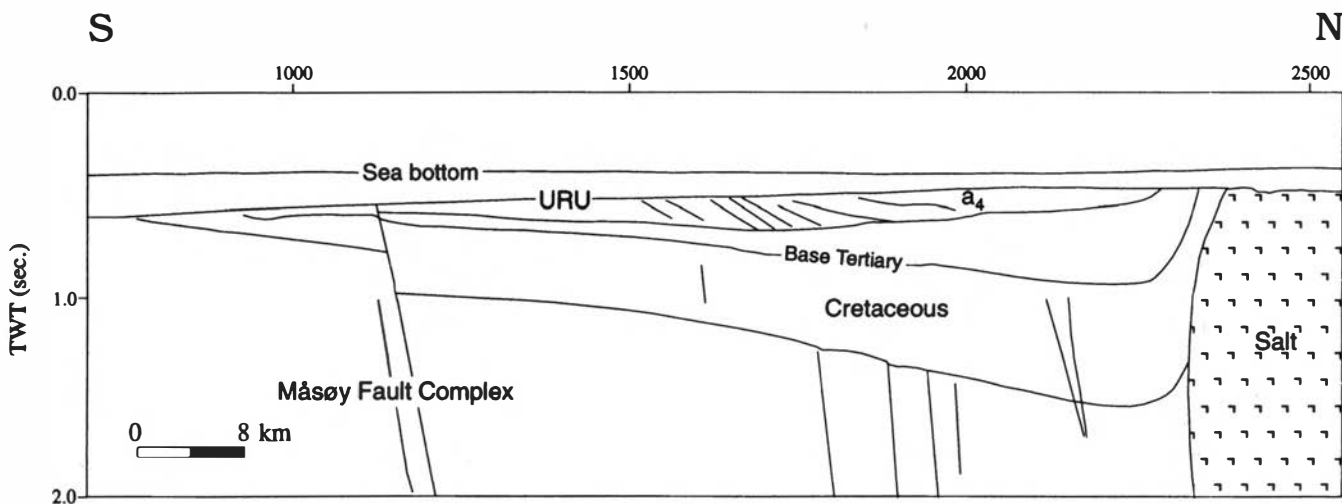 S N
1000 1500 2000 2500
0.0
Sea bottom
URU a4
Base Tertiary
1.0
Cretaceous
TWT (sec.)
Salt
Måsøy Fault Complex
0 8 km
2.0